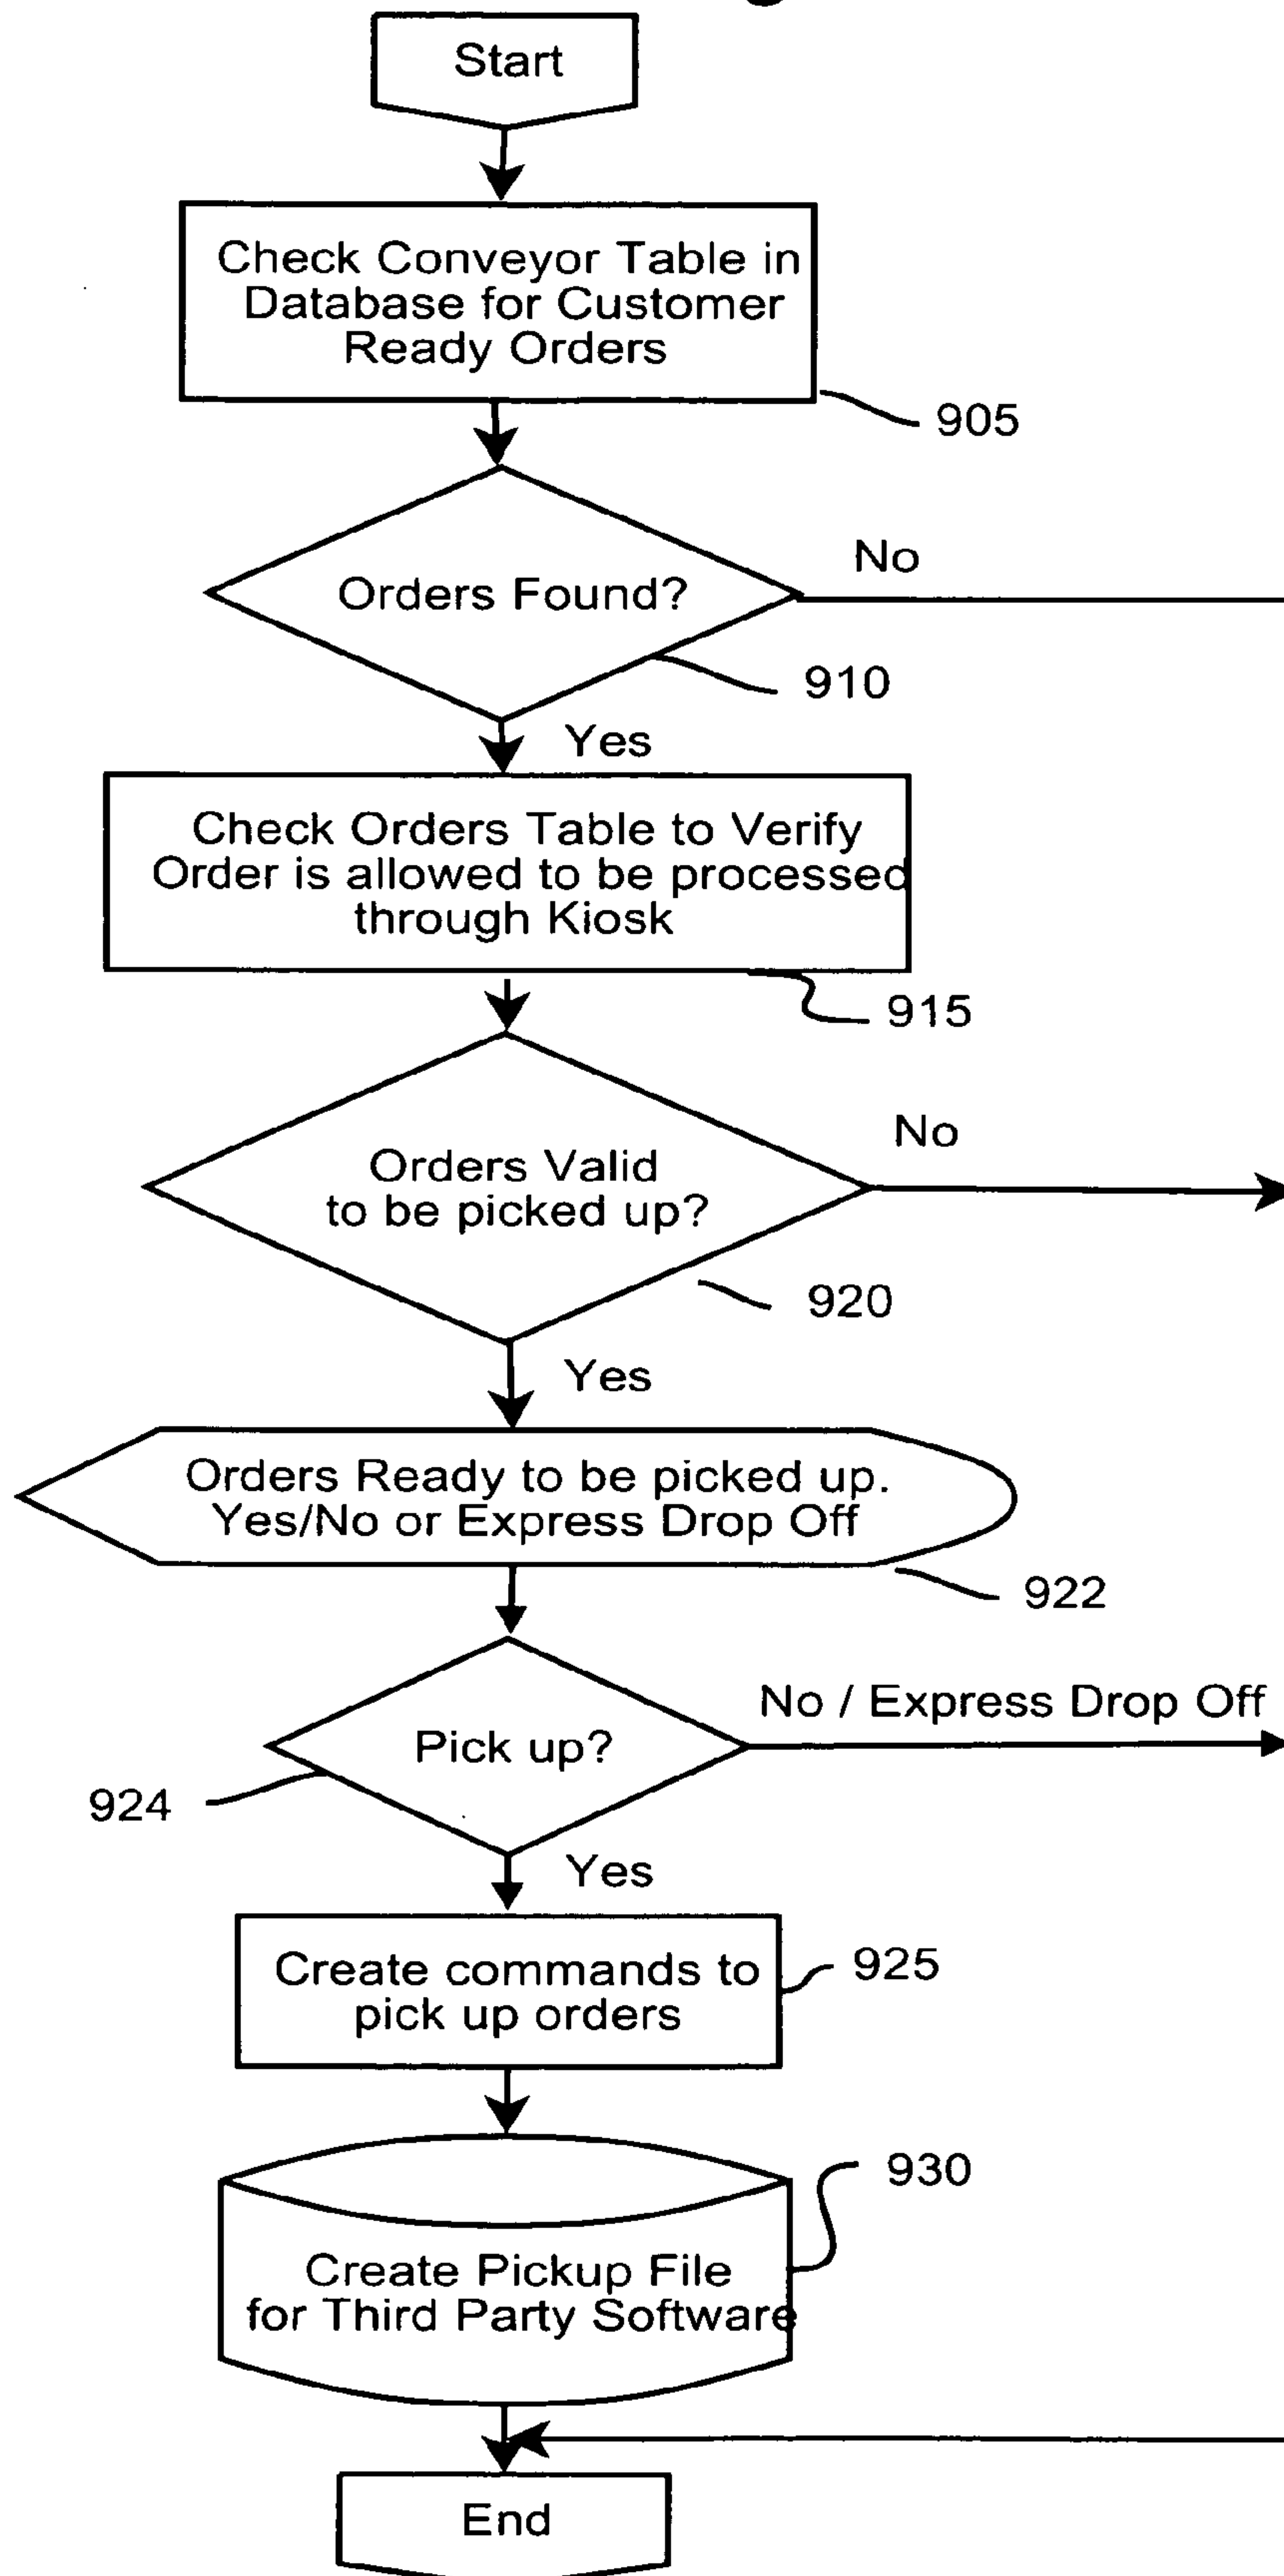 Start
Check Conveyor Table in
Database for Customer
Ready Orders
905
No
Orders Found?
910
Yes
Check Orders Table to Verify
Order is allowed to be processed
through Kiosk
915
No
Orders Valid
to be picked up?
920
Yes
Orders Ready to be picked up.
Yes/No or Express Drop Off
922
No / Express Drop Off
Pick up?
924
Yes
925
Create commands to
pick up orders
930
Create Pickup File
for Third Party Software
End